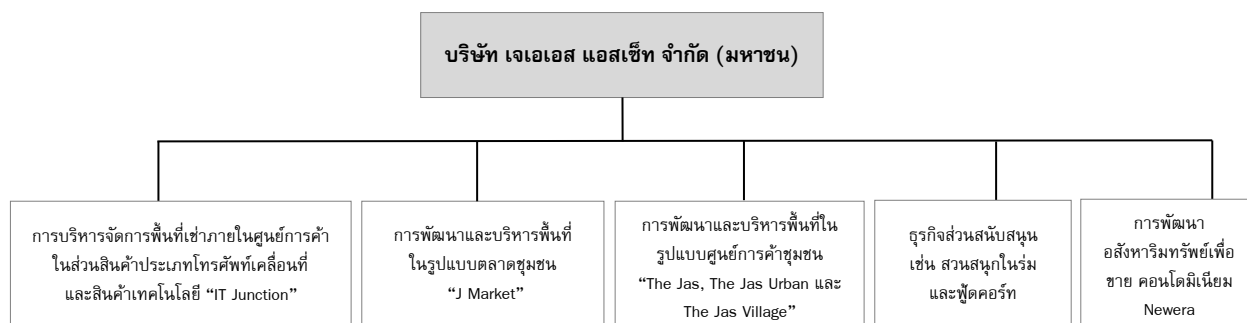 บริษัท เจเอเอส แอสเซ็ท จำกัด (มหาชน)
การบริหารจัดการพื้นที่เช่าภายในศูนย์การค้า
ในส่วนสินค้าประเภทโทรศัพท์เคลื่อนที่
และสินค้าเทคโนโลยี “IT Junction”
การพัฒนาและบริหารพื้นที่
ในรูปแบบตลาดชุมชน
“J Market”
การพัฒนาและบริหารพื้นที่ใน
รูปแบบศูนย์การค้าชุมชน
“The Jas, The Jas Urban และ
The Jas Village”
ธุรกิจส่วนสนับสนุน
เช่น สวนสนุกในร่ม
และฟู้ดคอร์ท
การพัฒนา
อสังหาริมทรัพย์เพื่อ
ขาย คอนโดมิเนียม
Newera